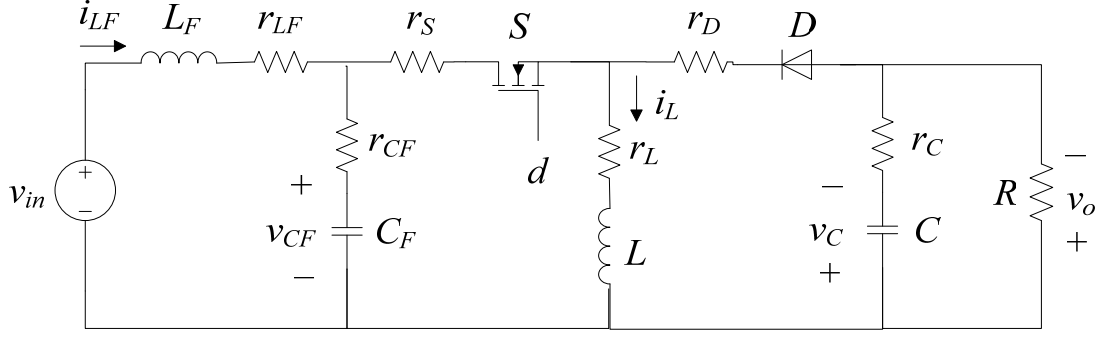 i_LF L_F r_LF r_S S r_D D
i_L
r_CF r_L r_C −
+ d −
v_in + − v_CF C_F L v_C C R v_o
− + +